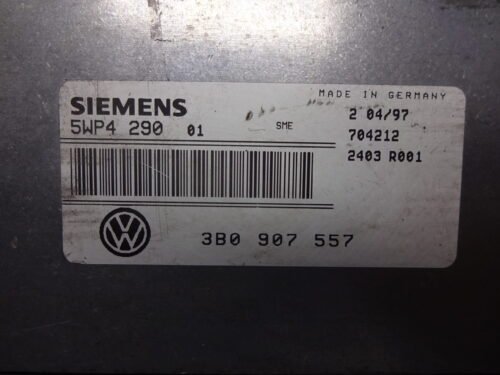 MADE IN GERMANY
SIEMENS
2 04/97
5WP4 290 01
SME
704212
2403 R001
3B0 907 557